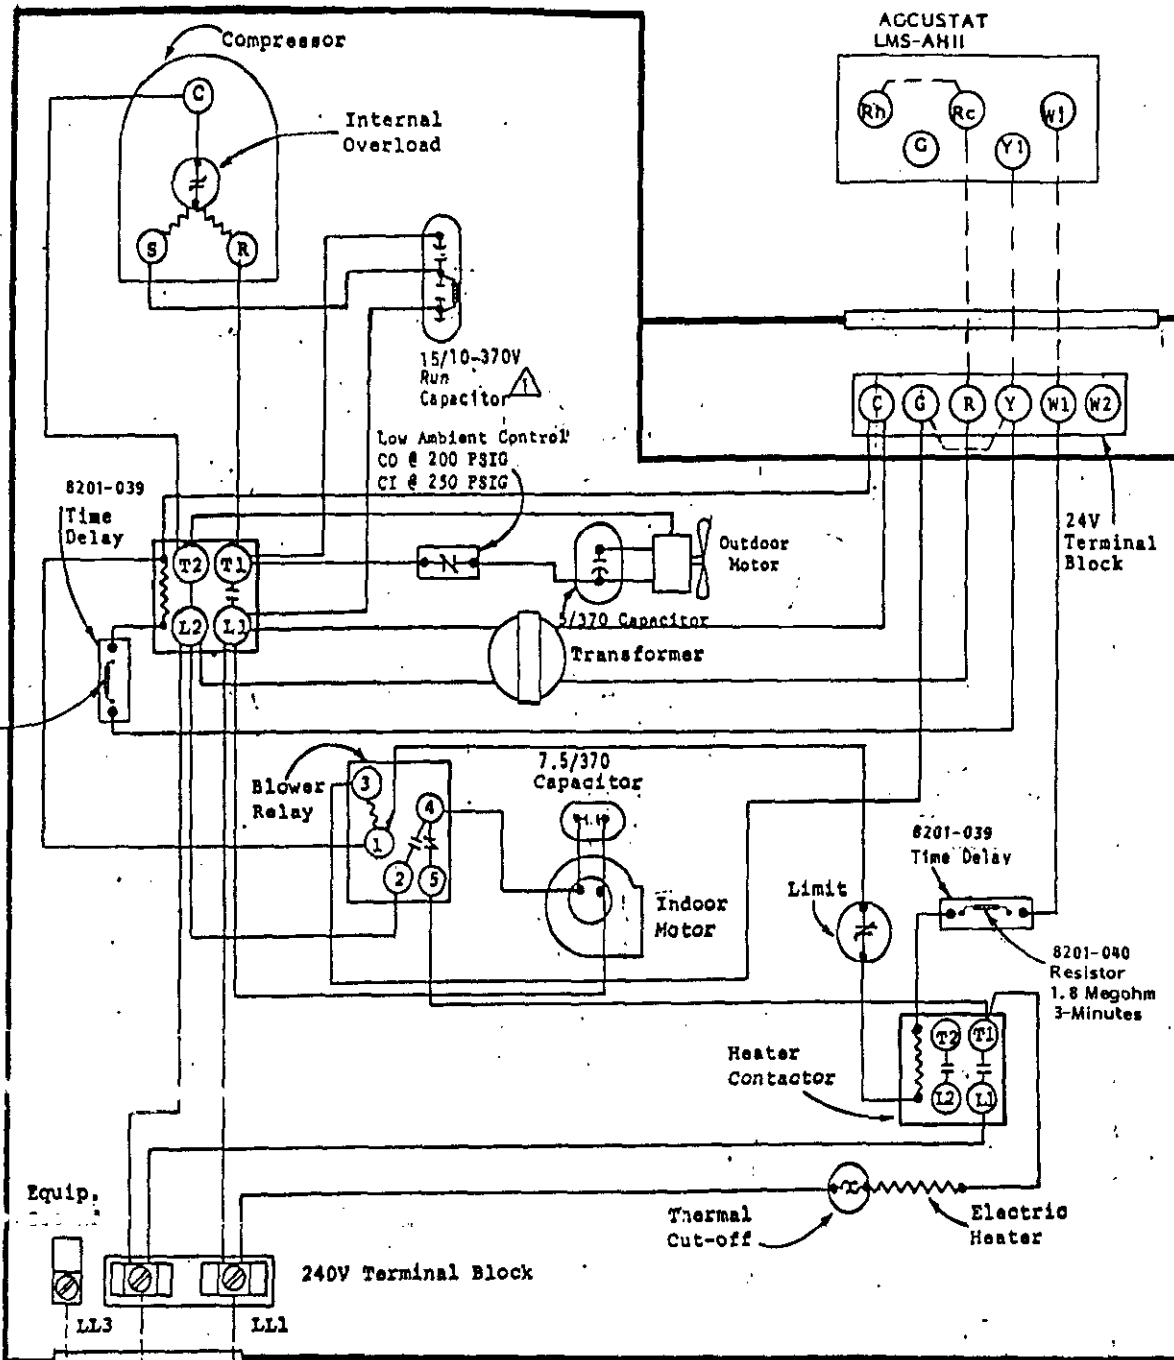 ACCUSTAT
LMS-AH11
Compressor
C
Internal
Overload
S
R
Rh
Rc
W1
G
Y1
15/10-370V
Run
Capacitor
1
C
G
R
Y
W1
W2
Low Ambient Control
CO @ 200 PSIG
CI @ 250 PSIG
8201-039
Time
Delay
24V
Terminal
Block
T2
T1
L2
L1
Outdoor
Motor
5/370 Capacitor
Transformer
Blower
Relay
3
4
1
2
5
7.5/370
Capacitor
Indoor
Motor
8201-039
Time Delay
Limit
8201-040
Resistor
1.8 Megohm
3-Minutes
Heater
Contactor
T2
T1
L2
L1
Equip.
Thermal
Cut-off
Electric
Heater
240V Terminal Block
LL3
LL1